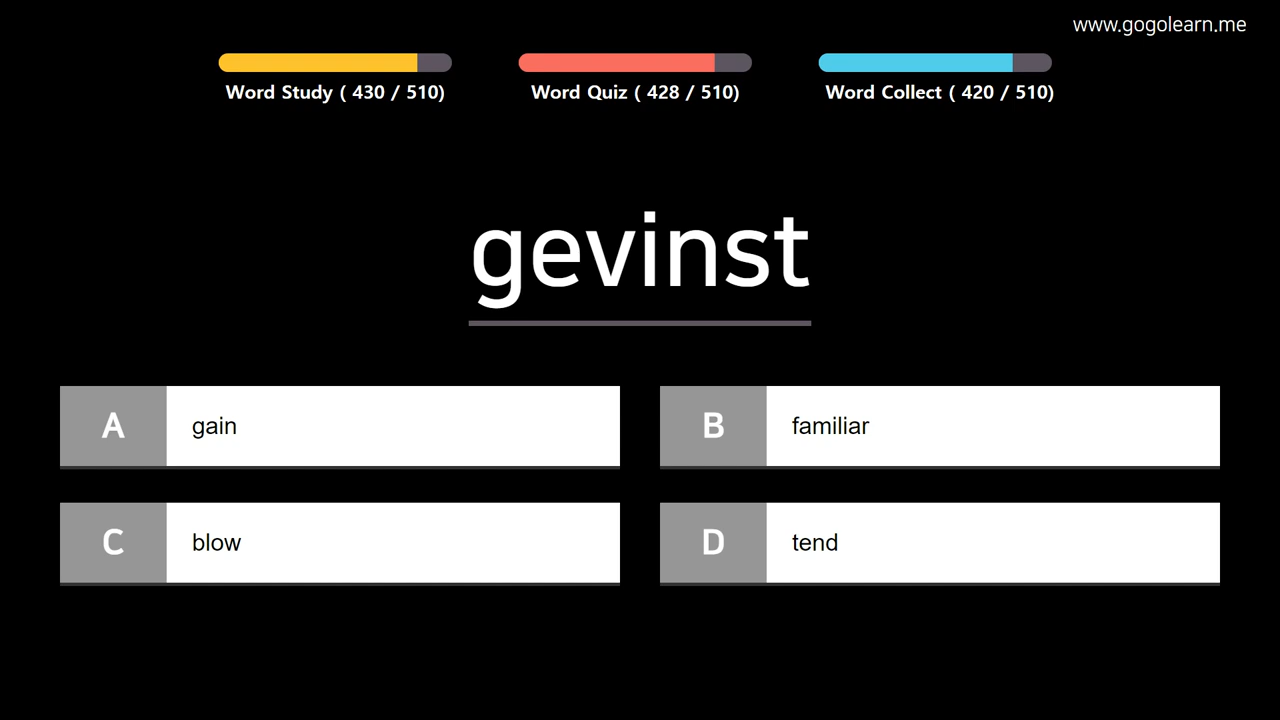 www.gogolearn.me
Word Study ( 430 / 510)
Word Quiz ( 428 / 510)
Word Collect ( 420 / 510)
gevinst
A gain
B familiar
C blow
D tend